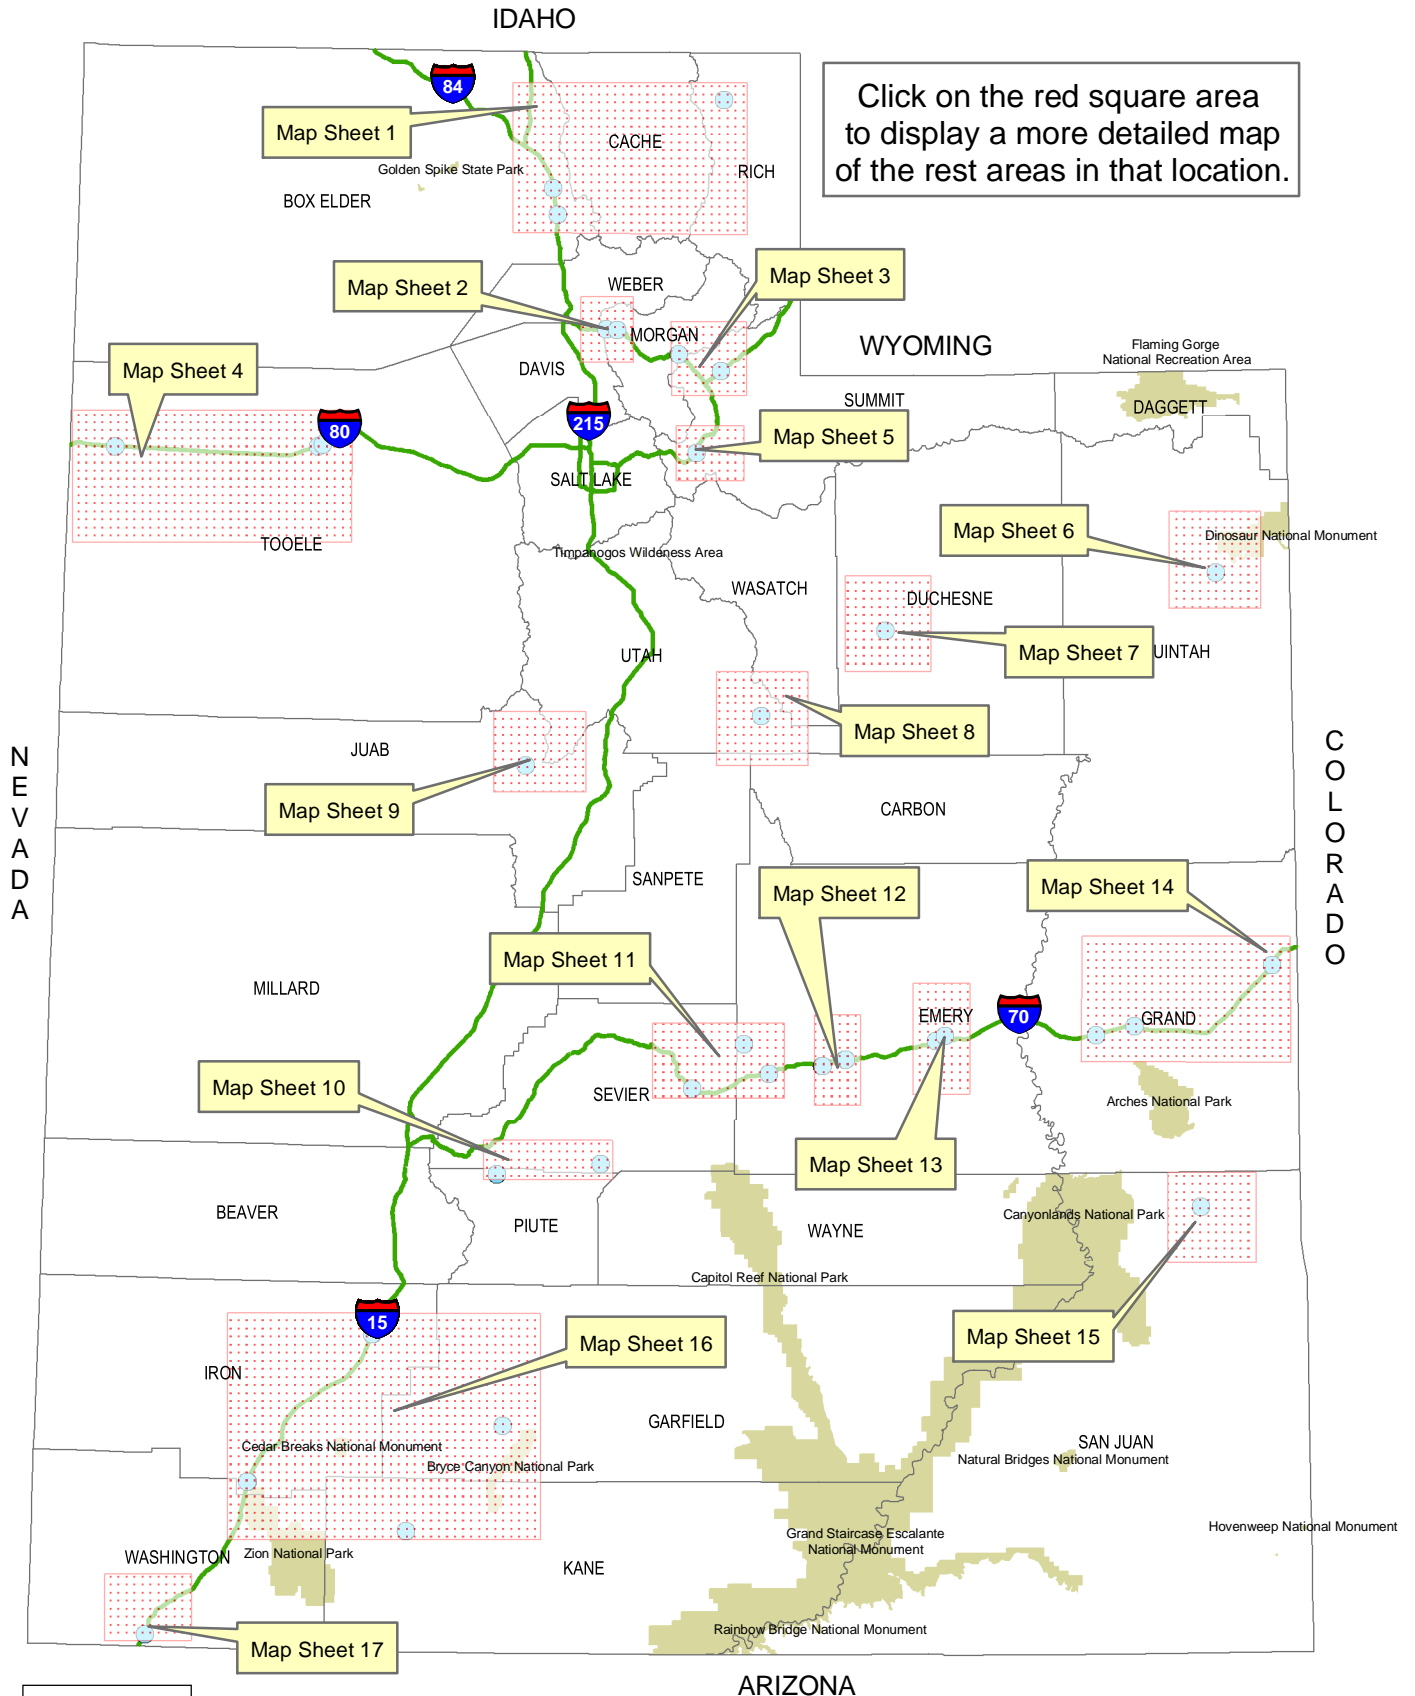 IDAHO
84
Click on the red square area
to display a more detailed map
of the rest areas in that location.
Map Sheet 1
CACHE
Golden Spike State Park
RICH
BOX ELDER
Map Sheet 2
WEBER
Map Sheet 3
MORGAN
WYOMING
Flaming Gorge
National Recreation Area
Map Sheet 4
DAVIS
SUMMIT
DAGGETT
80
215
Map Sheet 5
SALT LAKE
TOOELE
Map Sheet 6
Dinosaur National Monument
Timpanogos Wildeness Area
WASATCH
DUCHESNE
UTAH
Map Sheet 7
UINTAH
Map Sheet 8
JUAB
NEVADA
COLORADO
Map Sheet 9
CARBON
SANPETE
Map Sheet 12
Map Sheet 14
Map Sheet 11
MILLARD
EMERY
70
GRAND
Map Sheet 10
SEVIER
Arches National Park
Map Sheet 13
BEAVER
PIUTE
WAYNE
Canyonlands National Park
Capitol Reef National Park
15
Map Sheet 16
Map Sheet 15
IRON
GARFIELD
Cedar Breaks National Monument
Bryce Canyon National Park
SAN JUAN
Natural Bridges National Monument
Grand Staircase Escalante
National Monument
Hovenweep National Monument
WASHINGTON
Zion National Park
KANE
Rainbow Bridge National Monument
Map Sheet 17
ARIZONA